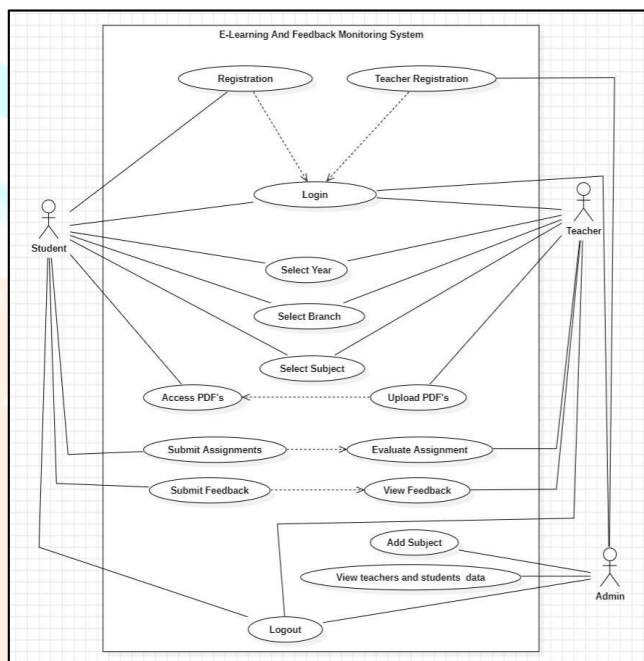 E-Learning And Feedback Monitoring System
Registration
Teacher Registration
Login
Student
Teacher
Select Year
Select Branch
Select Subject
Access PDF's
Upload PDF's
Submit Assignments
Evaluate Assignment
Submit Feedback
View Feedback
Add Subject
View teachers and students data
Admin
Logout